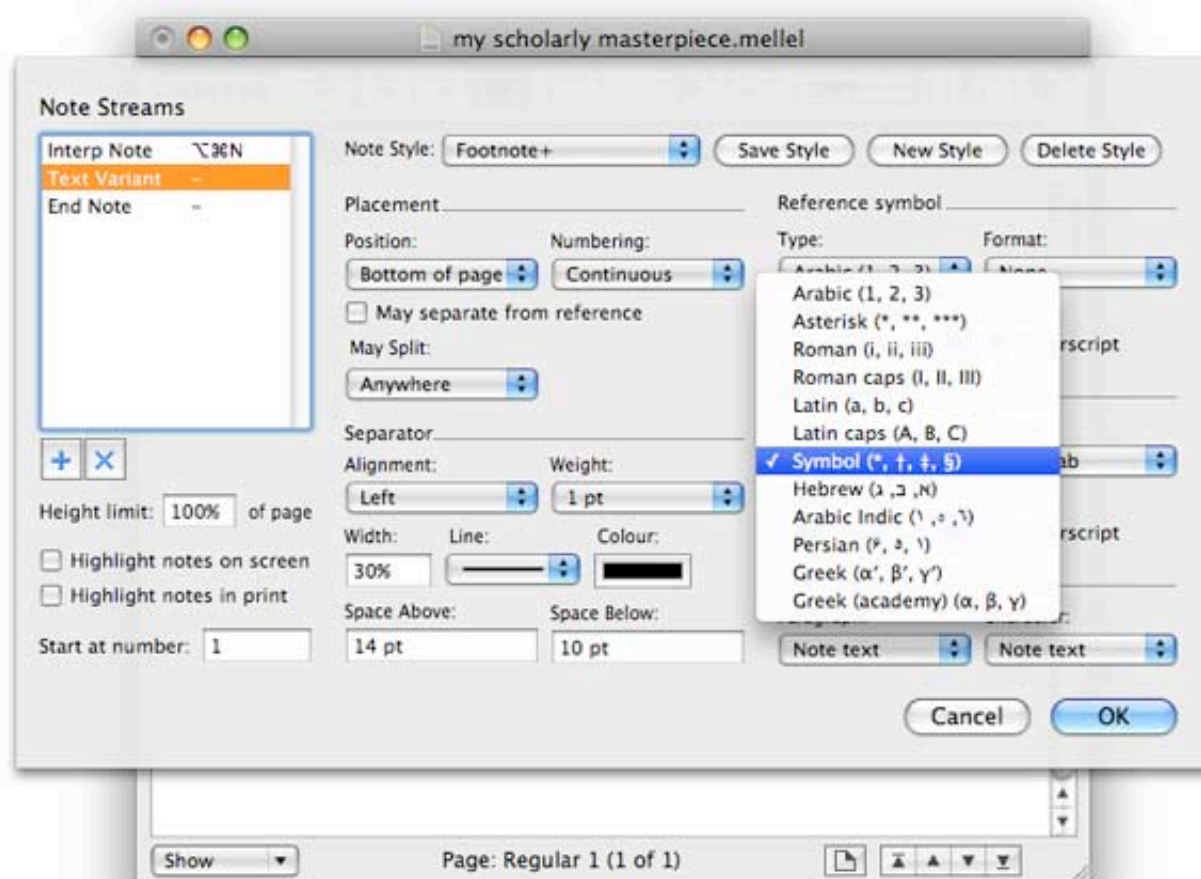 my scholarly masterpiece.mellel
Note Streams
Interp Note ⌥⌘N
Text Variant –
End Note –
Height limit: 100% of page
Highlight notes on screen
Highlight notes in print
Start at number: 1
Note Style: Footnote+ Save Style New Style Delete Style
Placement
Position: Numbering:
Bottom of page Continuous
May separate from reference
May Split:
Anywhere
Separator
Alignment: Weight:
Left 1 pt
Width: Line: Colour:
30%
Space Above: Space Below:
14 pt 10 pt
Reference symbol
Type: Format:
Arabic (1, 2, 3) None
Arabic (1, 2, 3)
Asterisk (*, **, ***)
Roman (i, ii, iii)
Roman caps (I, II, III)
Latin (a, b, c)
Latin caps (A, B, C)
✓ Symbol (*, †, ‡, §)
Hebrew (א, ב, ג)
Arabic Indic
Persian
Greek (α′, β′, γ′)
Greek (academy) (α, β, γ)
rscript
ab
rscript
Note text Note text
Cancel OK
Show Page: Regular 1 (1 of 1)